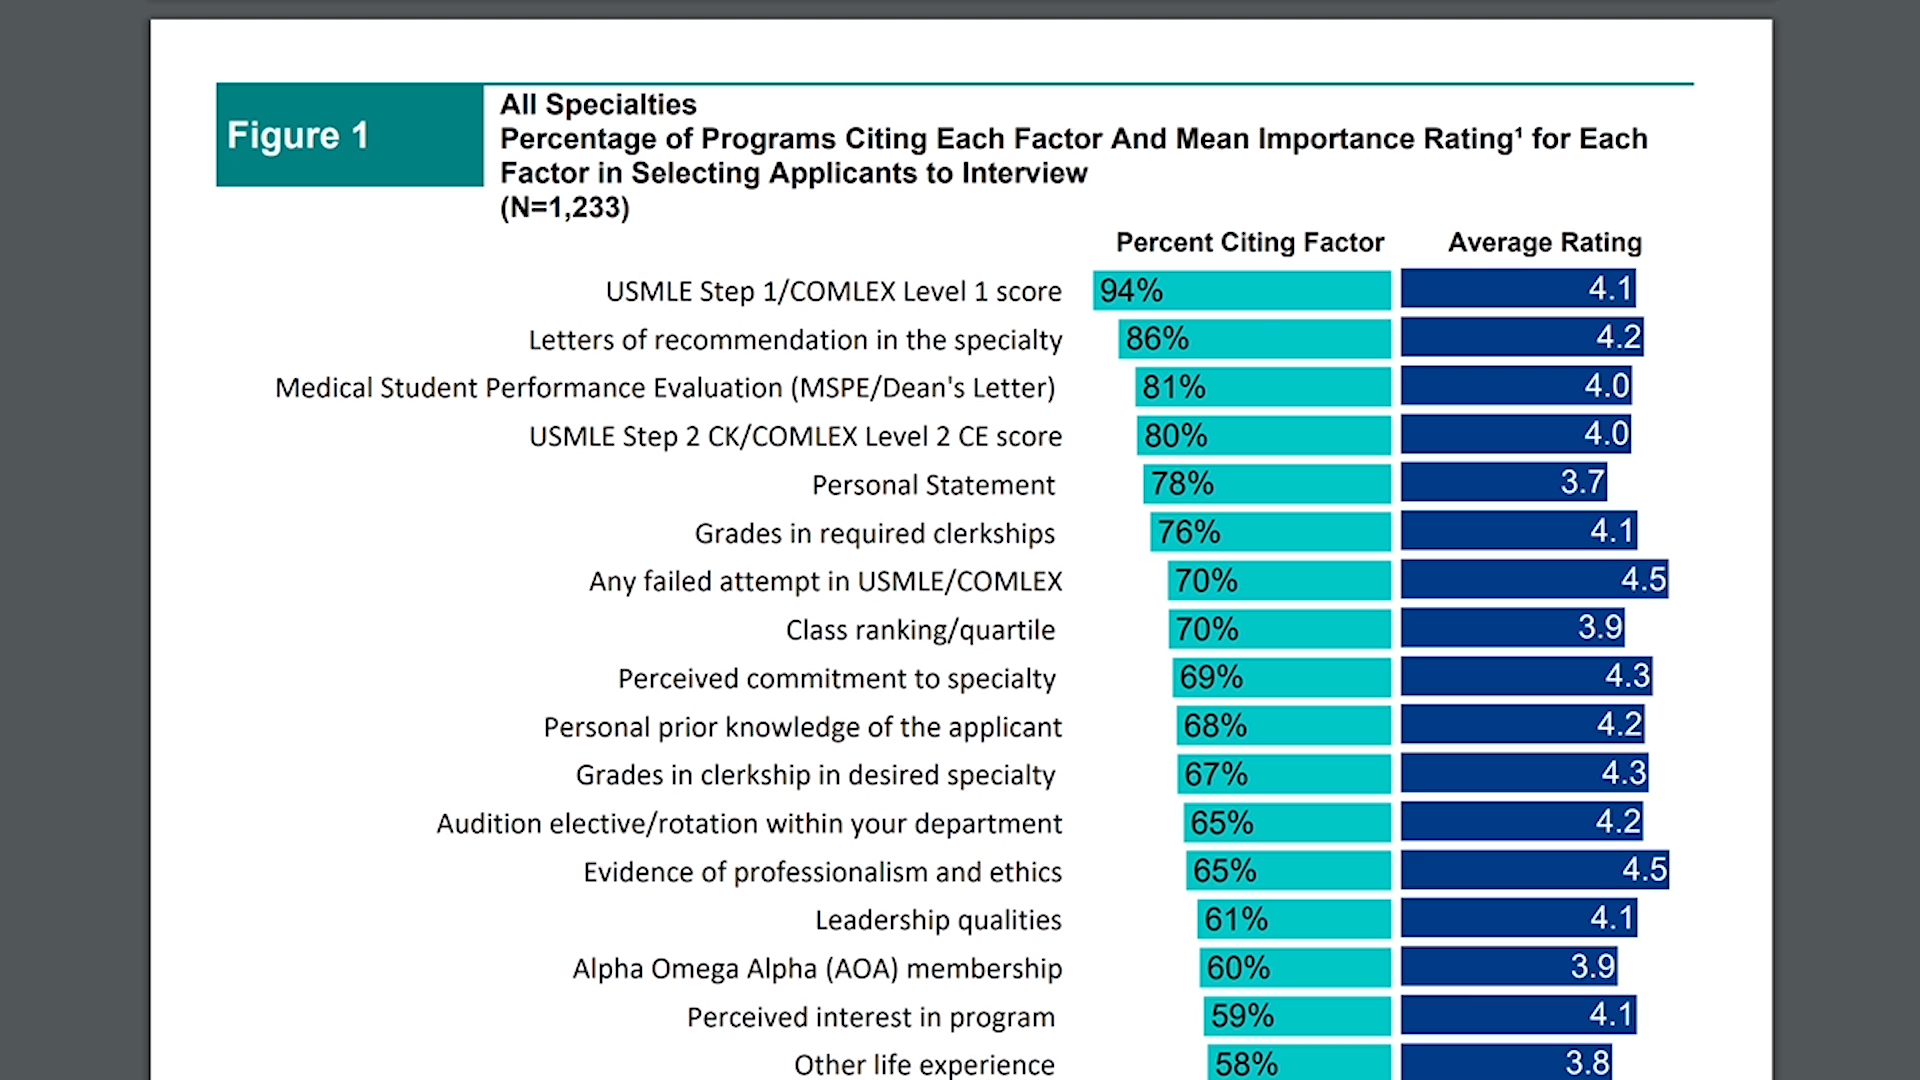 Figure 1
All Specialties
Percentage of Programs Citing Each Factor And Mean Importance Rating¹ for Each
Factor in Selecting Applicants to Interview
(N=1,233)
Percent Citing Factor Average Rating
USMLE Step 1/COMLEX Level 1 score 94% 4.1
Letters of recommendation in the specialty 86% 4.2
Medical Student Performance Evaluation (MSPE/Dean's Letter) 81% 4.0
USMLE Step 2 CK/COMLEX Level 2 CE score 80% 4.0
Personal Statement 78% 3.7
Grades in required clerkships 76% 4.1
Any failed attempt in USMLE/COMLEX 70% 4.5
Class ranking/quartile 70% 3.9
Perceived commitment to specialty 69% 4.3
Personal prior knowledge of the applicant 68% 4.2
Grades in clerkship in desired specialty 67% 4.3
Audition elective/rotation within your department 65% 4.2
Evidence of professionalism and ethics 65% 4.5
Leadership qualities 61% 4.1
Alpha Omega Alpha (AOA) membership 60% 3.9
Perceived interest in program 59% 4.1
Other life experience 58% 3.8